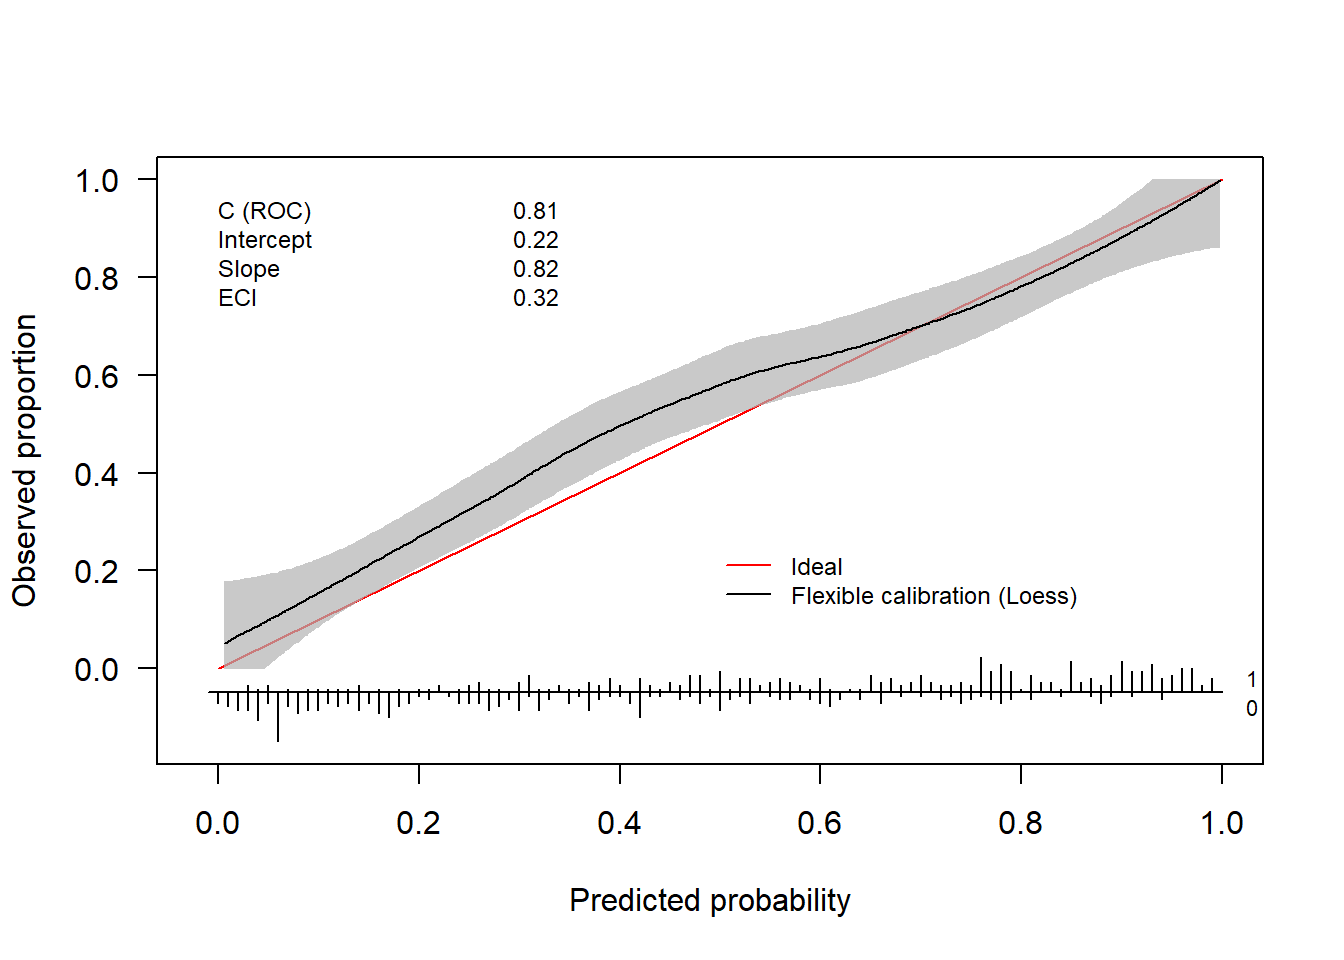 C (ROC) 0.81
Intercept 0.22
Slope 0.82
ECI 0.32
Observed proportion
1.0
0.8
0.6
0.4
0.2
0.0
Ideal
Flexible calibration (Loess)
1
0
0.0 0.2 0.4 0.6 0.8 1.0
Predicted probability